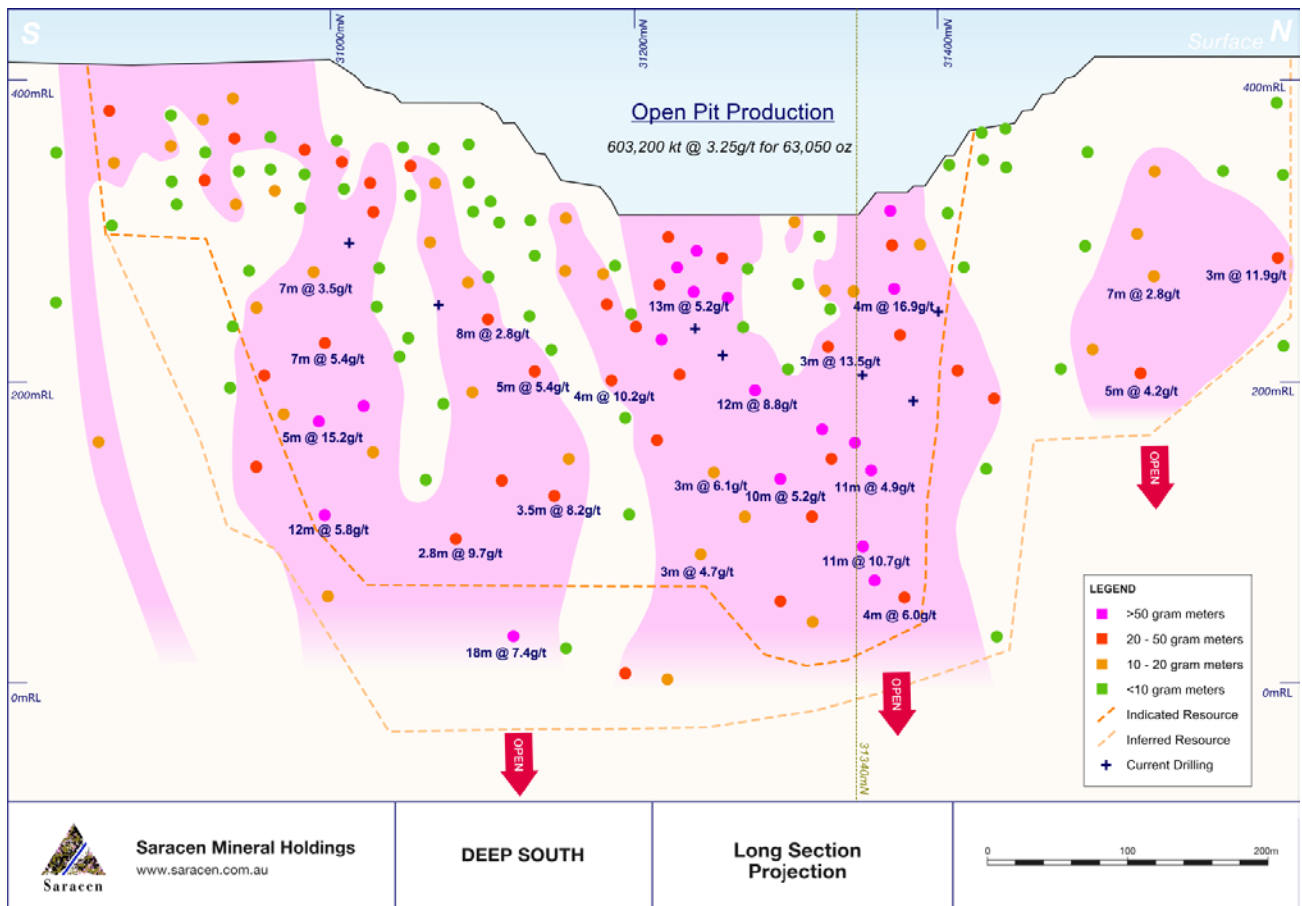 S
31000mN
31200mN
31400mN
Surface N
400mRL
400mRL
Open Pit Production
603,200 kt @ 3.25g/t for 63,050 oz
7m @ 3.5g/t
13m @ 5.2g/t
4m @ 16.9g/t
7m @ 2.8g/t
3m @ 11.9g/t
8m @ 2.8g/t
7m @ 5.4g/t
3m @ 13.5g/t
5m @ 5.4g/t
4m @ 10.2g/t
12m @ 8.8g/t
5m @ 4.2g/t
200mRL
200mRL
5m @ 15.2g/t
3m @ 6.1g/t
10m @ 5.2g/t
11m @ 4.9g/t
OPEN
3.5m @ 8.2g/t
12m @ 5.8g/t
2.8m @ 9.7g/t
3m @ 4.7g/t
11m @ 10.7g/t
4m @ 6.0g/t
18m @ 7.4g/t
LEGEND
>50 gram meters
20 - 50 gram meters
10 - 20 gram meters
<10 gram meters
Indicated Resource
Inferred Resource
Current Drilling
0mRL
0mRL
OPEN
OPEN
31340mN
Saracen
Saracen Mineral Holdings
www.saracen.com.au
DEEP SOUTH
Long Section
Projection
0 100 200m